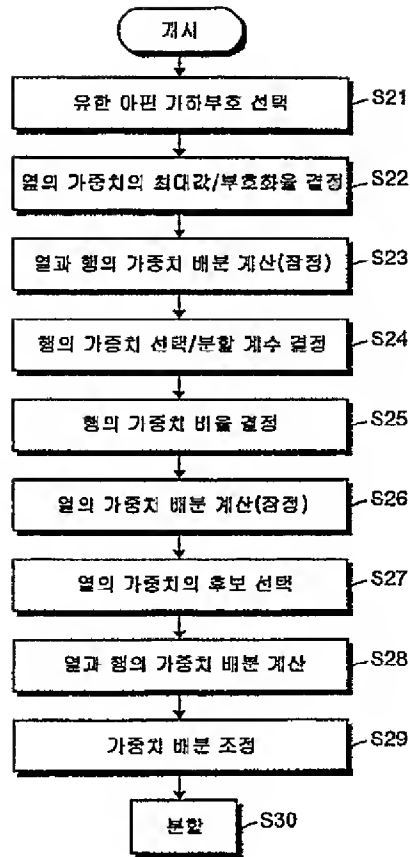 개시
유한 아핀 기하부호 선택
S21
열의 가중치의 최대값/부호화율 결정
S22
열과 행의 가중치 배분 계산(잠정)
S23
행의 가중치 선택/분할 계수 결정
S24
행의 가중치 비율 결정
S25
열의 가중치 배분 계산(잠정)
S26
열의 가중치의 후보 선택
S27
열과 행의 가중치 배분 계산
S28
가중치 배분 조정
S29
분할
S30